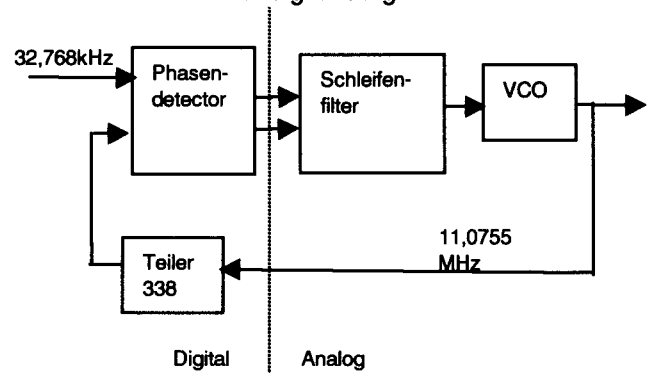 32,768kHz
Phasen-
detector
Schleifen-
filter
VCO
11,0755
MHz
Teiler
338
Digital
Analog